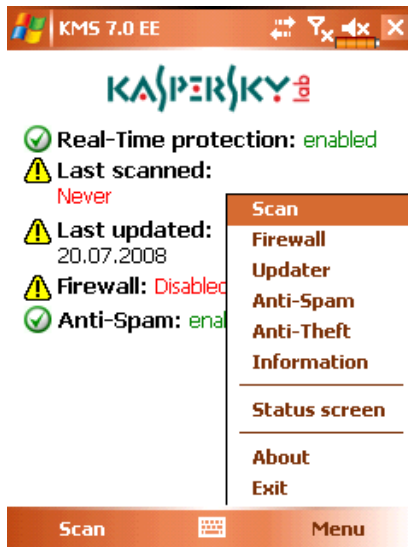 KMS 7.0 EE
KASPERSKY lab
Real-Time protection: enabled
Last scanned:
Never
Last updated:
20.07.2008
Firewall: Disabled
Anti-Spam: ena
Scan
Firewall
Updater
Anti-Spam
Anti-Theft
Information
Status screen
About
Exit
Scan
Menu